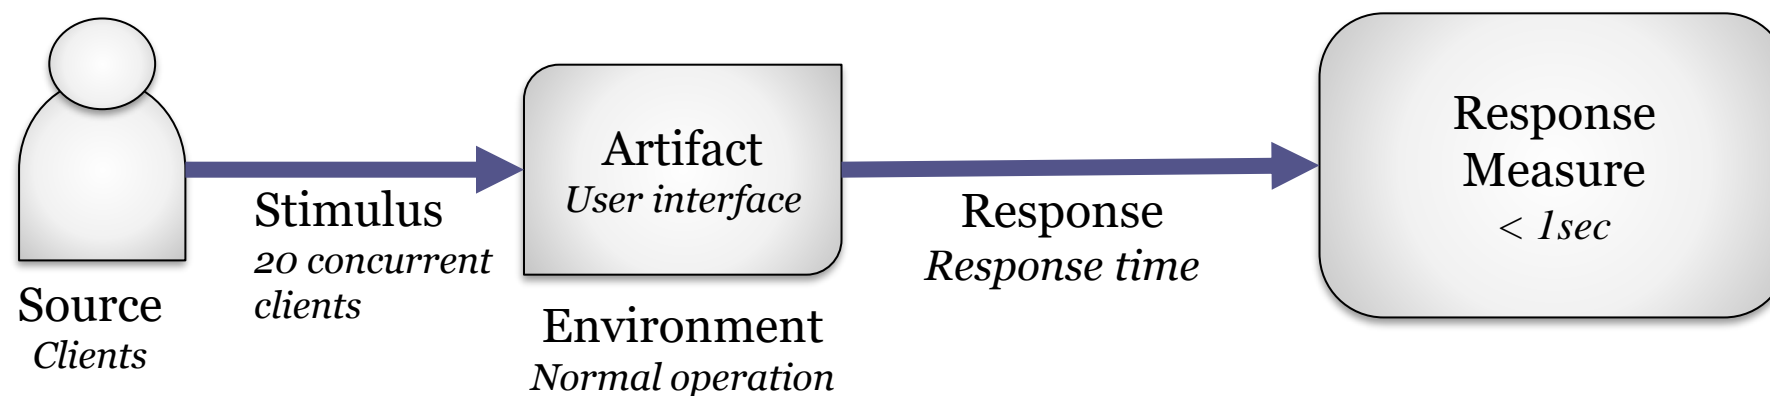 Source
Clients
Stimulus
20 concurrent
clients
Artifact
User interface
Environment
Normal operation
Response
Response time
Response
Measure
< 1sec